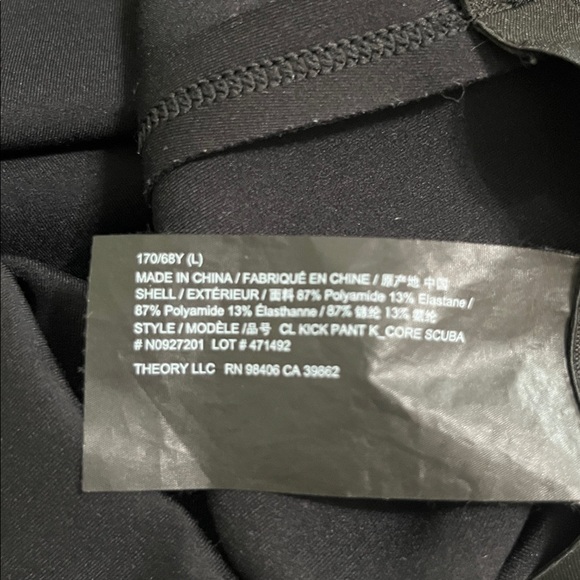 170/68Y (L)
MADE IN CHINA / FABRIQUÉ EN CHINE / 原产地 中国
SHELL / EXTÉRIEUR / 面料 87% Polyamide 13% Elastane /
87% Polyamide 13% Élasthanne / 87% 锦纶 13% 氨纶
STYLE / MODÈLE /品号 CL KICK PANT K_CORE SCUBA
# N0927201 LOT # 471492
THEORY LLC RN 98406 CA 39862